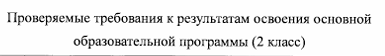 Проверяемые требования к результатам освоения основной
образовательной программы (2 класс)